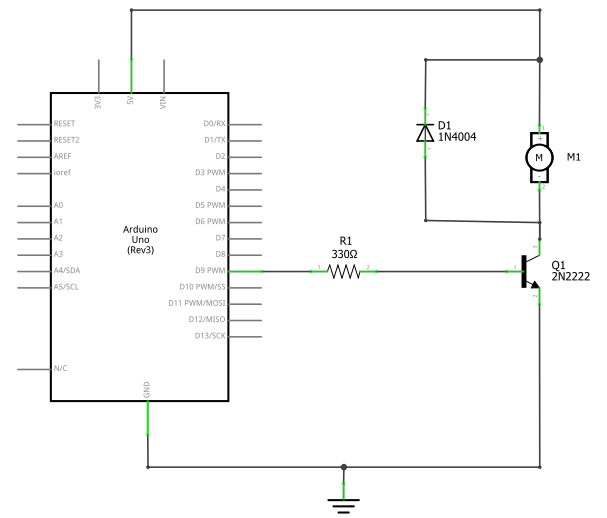 3V3
5V
VIN
RESET
RESET2
AREF
ioref
A0
A1
A2
A3
A4/SDA
A5/SCL
N/C
Arduino
Uno
(Rev3)
D0/RX
D1/TX
D2
D3 PWM
D4
D5 PWM
D6 PWM
D7
D8
D9 PWM
D10 PWM/SS
D11 PWM/MOSI
D12/MISO
D13/SCK
GND
R1
330Ω
1
2
D1
1N4004
M
+
-
M1
Q1
2N2222
1
2